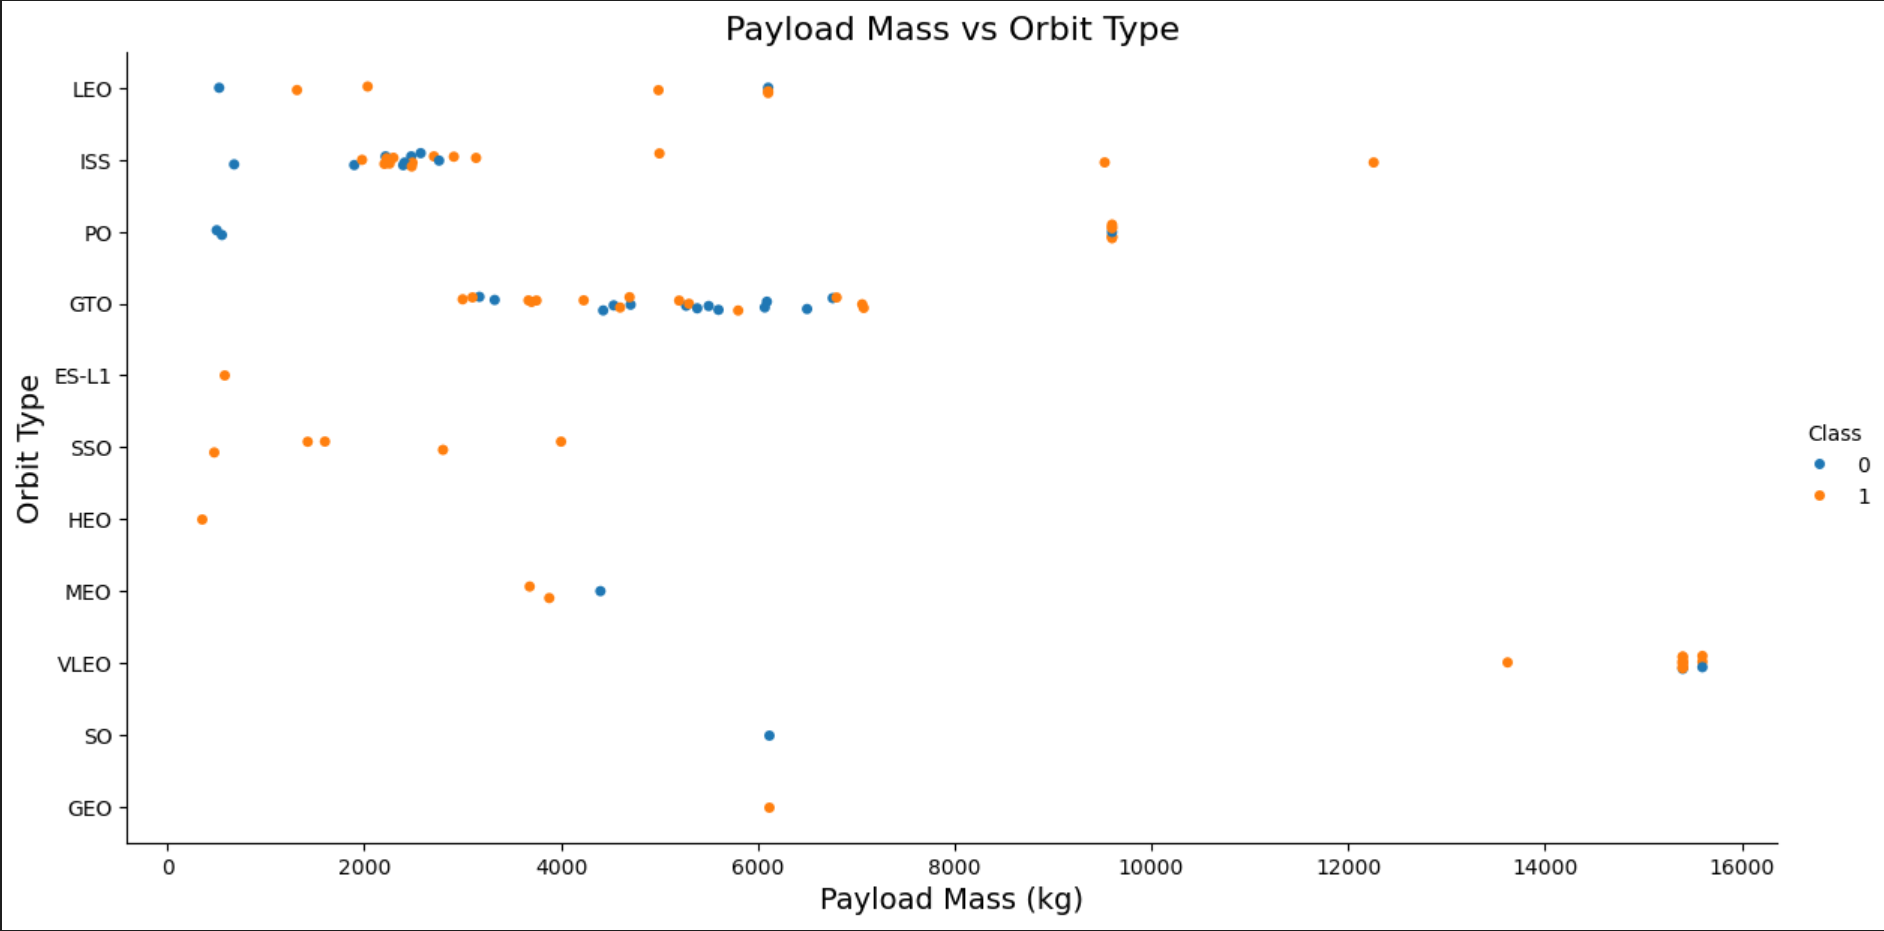 Payload Mass vs Orbit Type
Orbit Type
LEO
ISS
PO
GTO
ES-L1
SSO
HEO
MEO
VLEO
SO
GEO
0 2000 4000 6000 8000 10000 12000 14000 16000
Payload Mass (kg)
Class
0
1